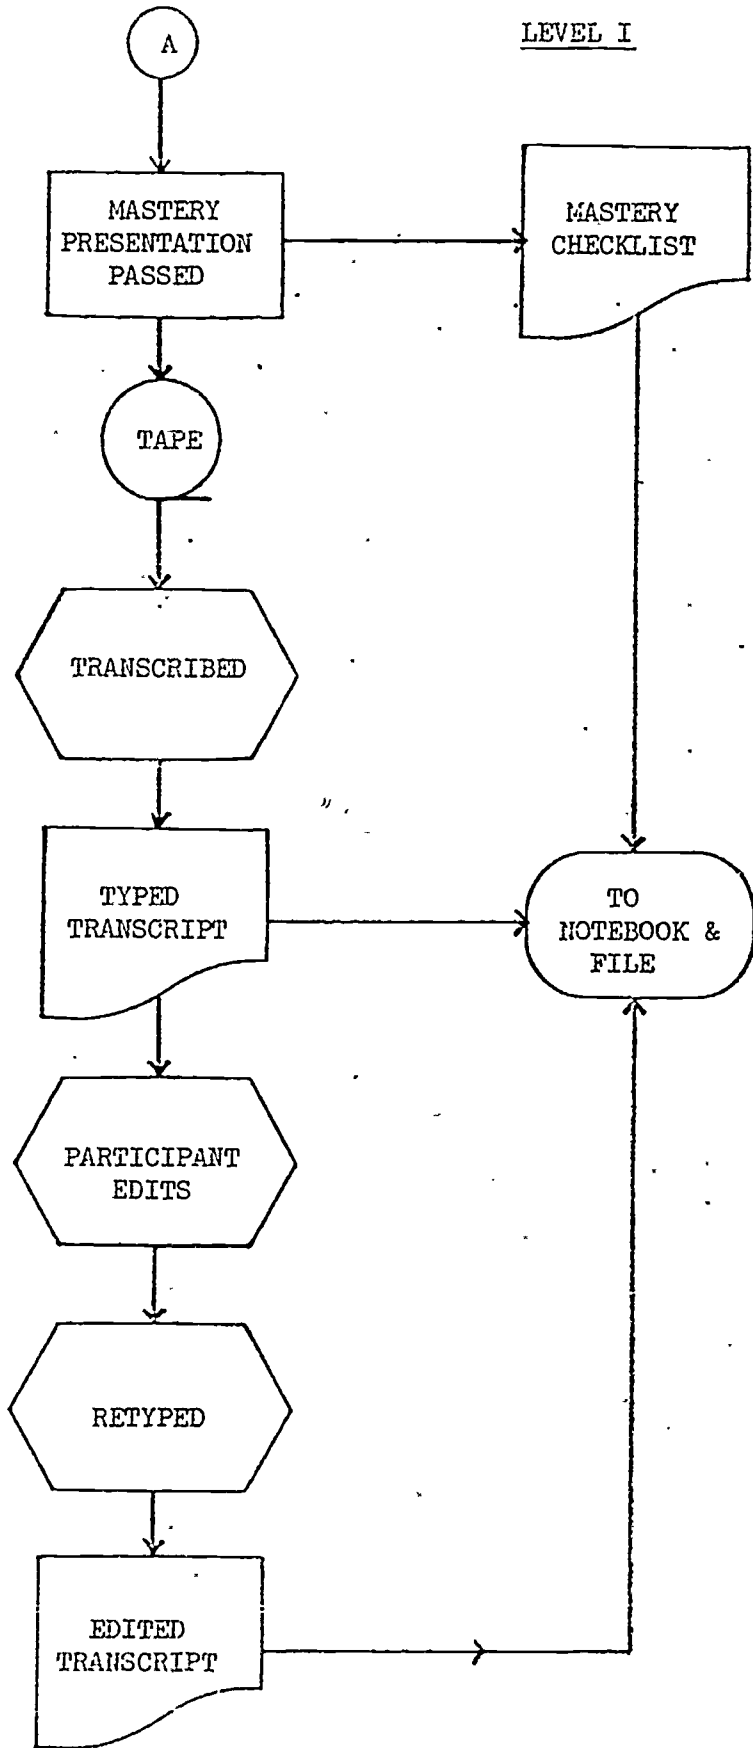 A
LEVEL I
MASTERY
PRESENTATION
PASSED
MASTERY
CHECKLIST
TAPE
TRANSCRIBED
TYPED
TRANSCRIPT
TO
NOTEBOOK &
FILE
PARTICIPANT
EDITS
RETYPED
EDITED
TRANSCRIPT